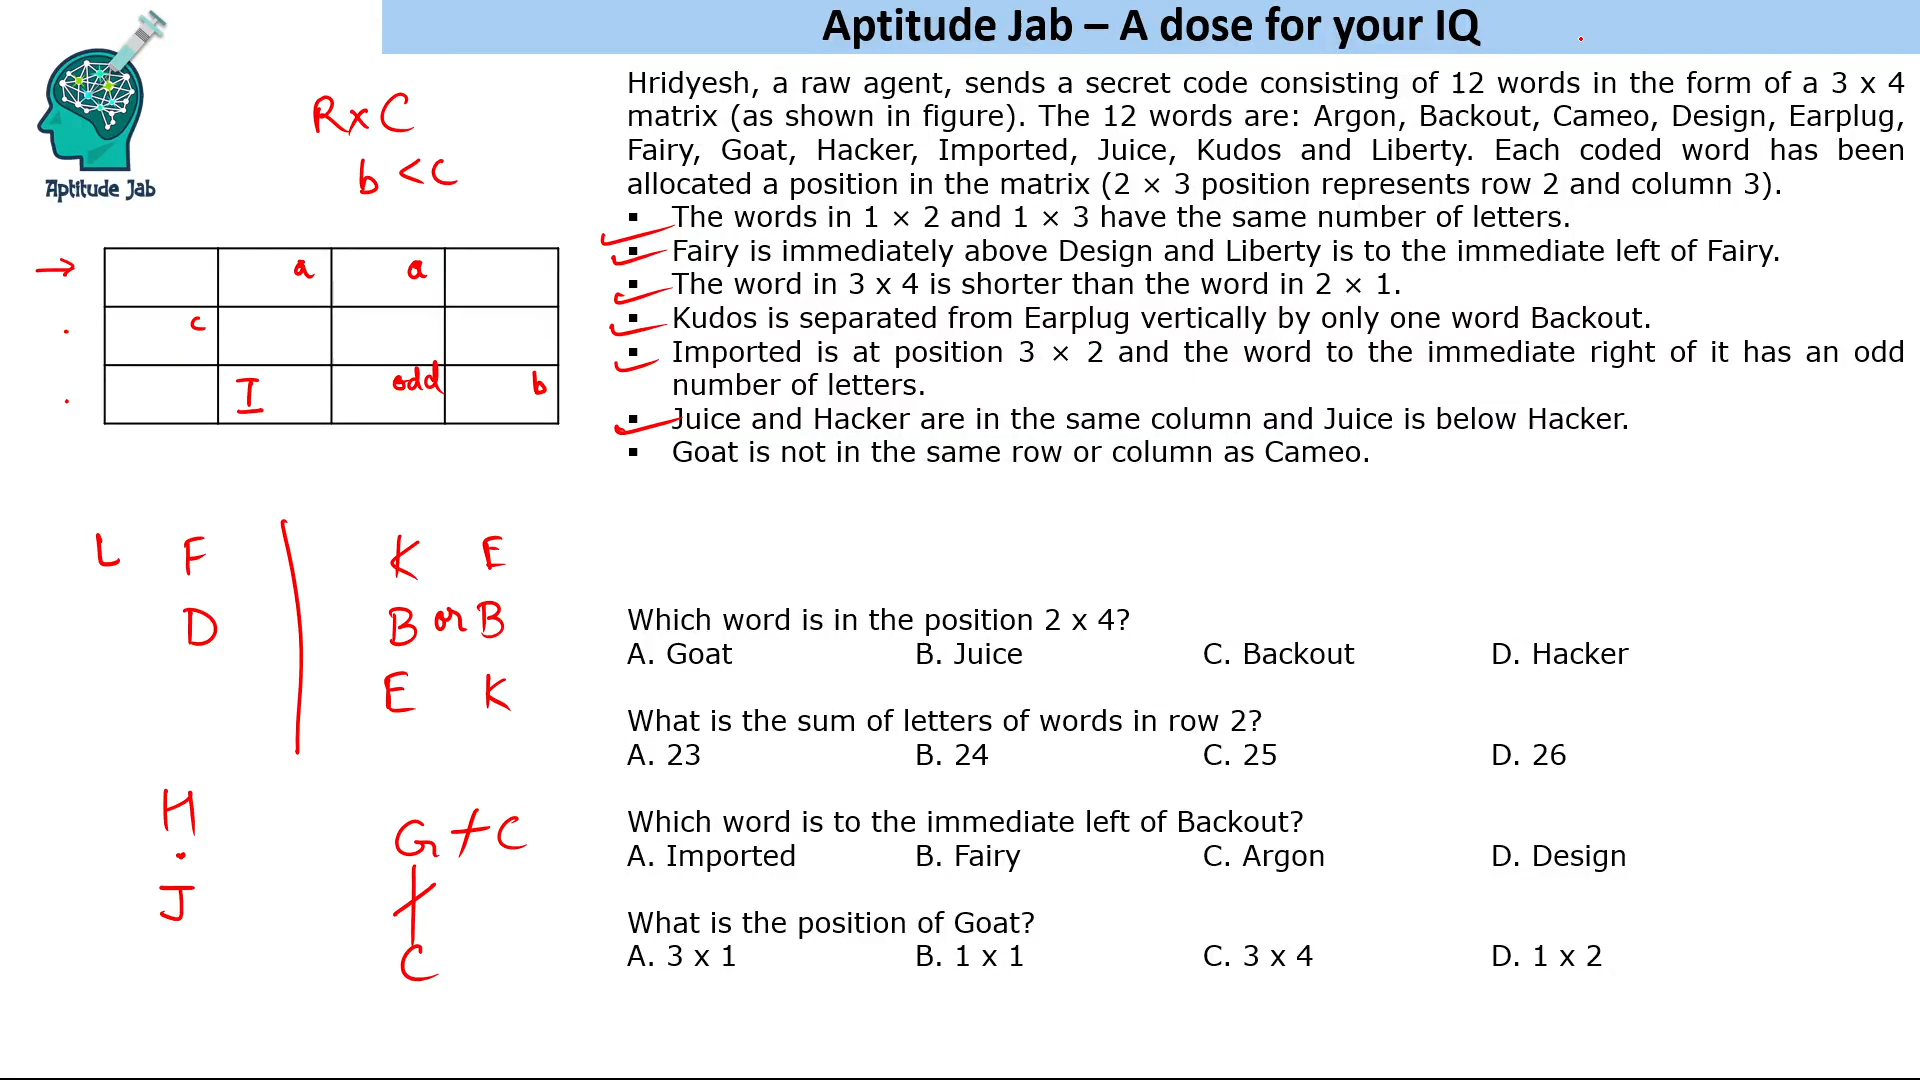 Aptitude Jab – A dose for your IQ
Aptitude Jab
R x C
b < c
Hridyesh, a raw agent, sends a secret code consisting of 12 words in the form of a 3 x 4
matrix (as shown in figure). The 12 words are: Argon, Backout, Cameo, Design, Earplug,
Fairy, Goat, Hacker, Imported, Juice, Kudos and Liberty. Each coded word has been
allocated a position in the matrix (2 × 3 position represents row 2 and column 3).
▪ The words in 1 × 2 and 1 × 3 have the same number of letters.
▪ Fairy is immediately above Design and Liberty is to the immediate left of Fairy.
▪ The word in 3 x 4 is shorter than the word in 2 × 1.
▪ Kudos is separated from Earplug vertically by only one word Backout.
▪ Imported is at position 3 × 2 and the word to the immediate right of it has an odd
number of letters.
▪ Juice and Hacker are in the same column and Juice is below Hacker.
▪ Goat is not in the same row or column as Cameo.
a a
c
I odd b
L F K E
D B or B
E K
H
G C
J
C
Which word is in the position 2 x 4?
A. Goat B. Juice C. Backout D. Hacker
What is the sum of letters of words in row 2?
A. 23 B. 24 C. 25 D. 26
Which word is to the immediate left of Backout?
A. Imported B. Fairy C. Argon D. Design
What is the position of Goat?
A. 3 x 1 B. 1 x 1 C. 3 x 4 D. 1 x 2